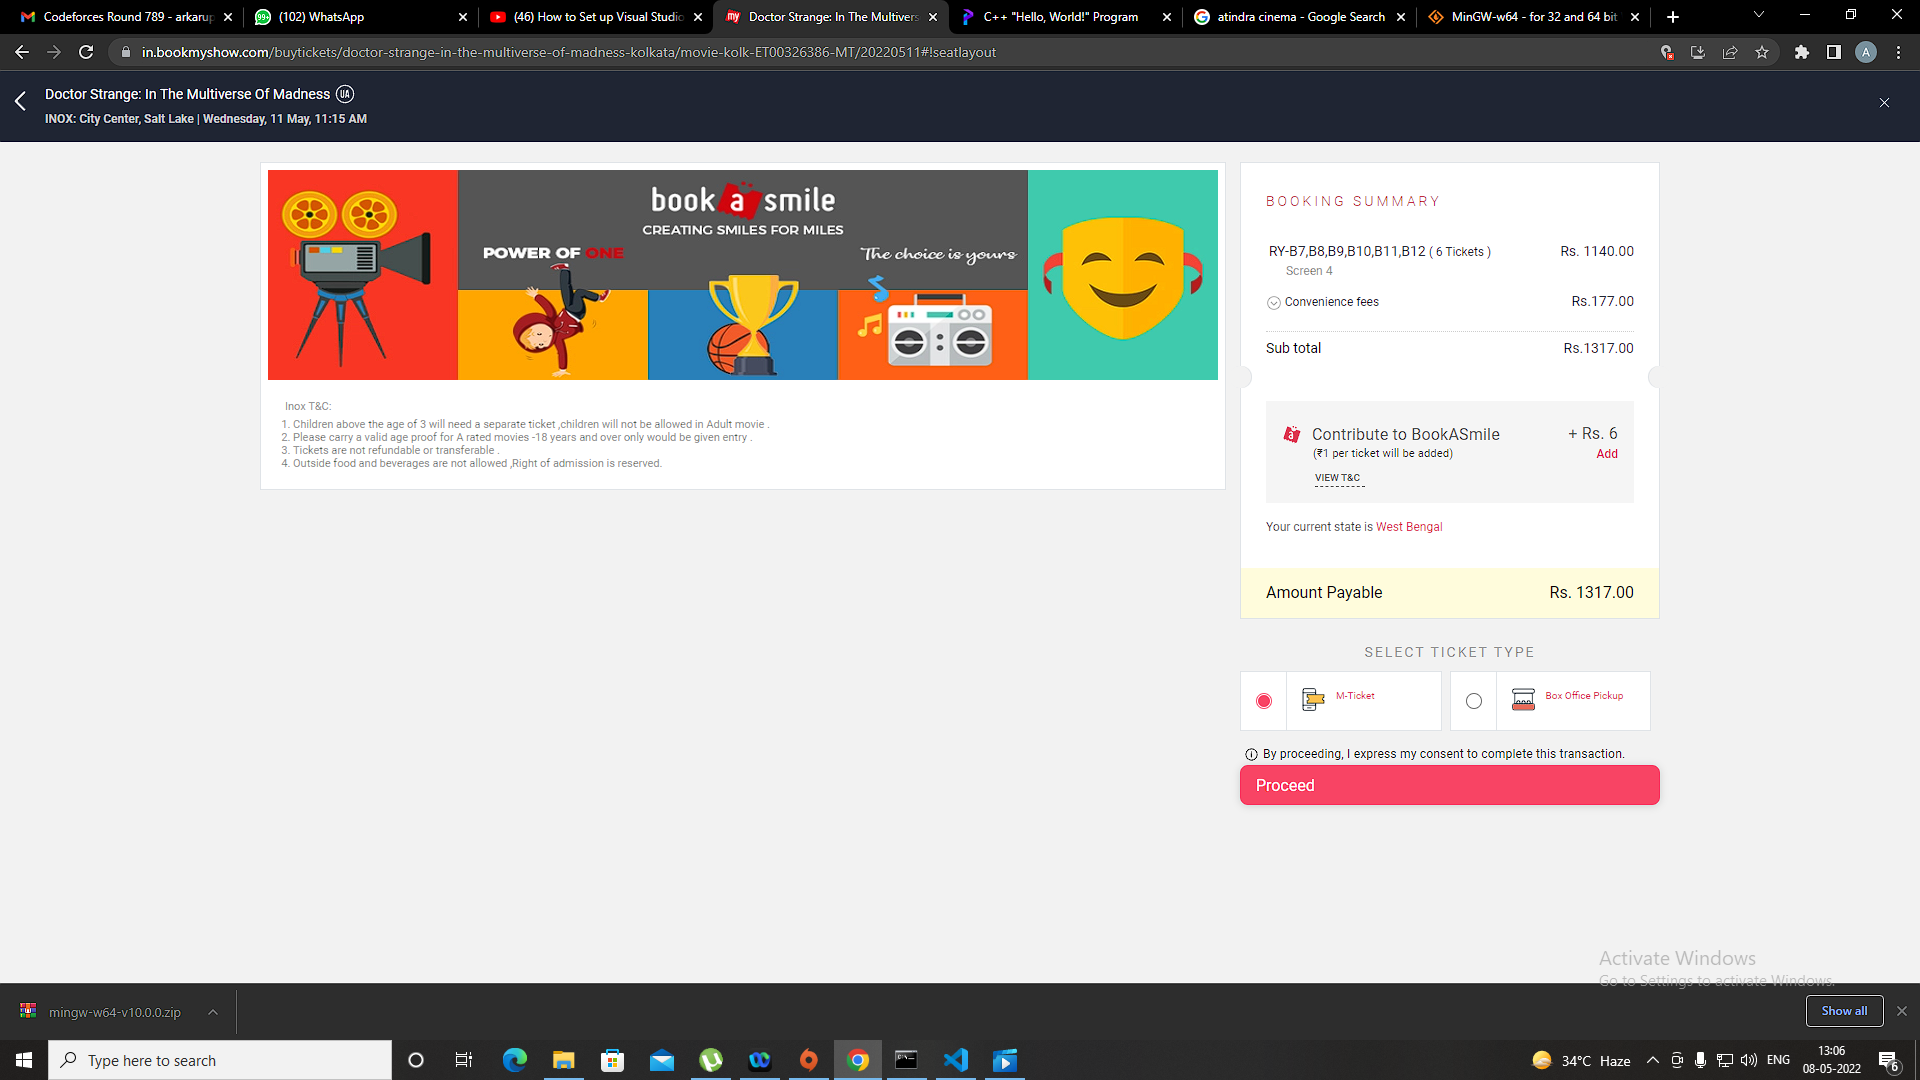 Codeforces Round 789 - arkarup
(102) WhatsApp
(46) How to Set up Visual Studio
Doctor Strange: In The Multivers
C++ "Hello, World!" Program
atindra cinema - Google Search
MinGW-w64 - for 32 and 64 bit
in.bookmyshow.com/buytickets/doctor-strange-in-the-multiverse-of-madness-kolkata/movie-kolk-ET00326386-MT/20220511#!seatlayout
A
Doctor Strange: In The Multiverse Of Madness UA
INOX: City Center, Salt Lake | Wednesday, 11 May, 11:15 AM
book a smile
CREATING SMILES FOR MILES
POWER OF ONE
The choice is yours
Inox T&C:
1. Children above the age of 3 will need a separate ticket ,children will not be allowed in Adult movie .
2. Please carry a valid age proof for A rated movies -18 years and over only would be given entry .
3. Tickets are not refundable or transferable .
4. Outside food and beverages are not allowed ,Right of admission is reserved.
BOOKING SUMMARY
RY-B7,B8,B9,B10,B11,B12 ( 6 Tickets ) Rs. 1140.00
Screen 4
Convenience fees Rs.177.00
Sub total Rs.1317.00
Contribute to BookASmile + Rs. 6
(₹1 per ticket will be added) Add
VIEW T&C
Your current state is West Bengal
Amount Payable Rs. 1317.00
SELECT TICKET TYPE
M-Ticket
Box Office Pickup
By proceeding, I express my consent to complete this transaction.
Proceed
Activate Windows
Go to Settings to activate Windows.
mingw-w64-v10.0.0.zip
Show all
Type here to search
34°C Haze
ENG
13:06
08-05-2022
6